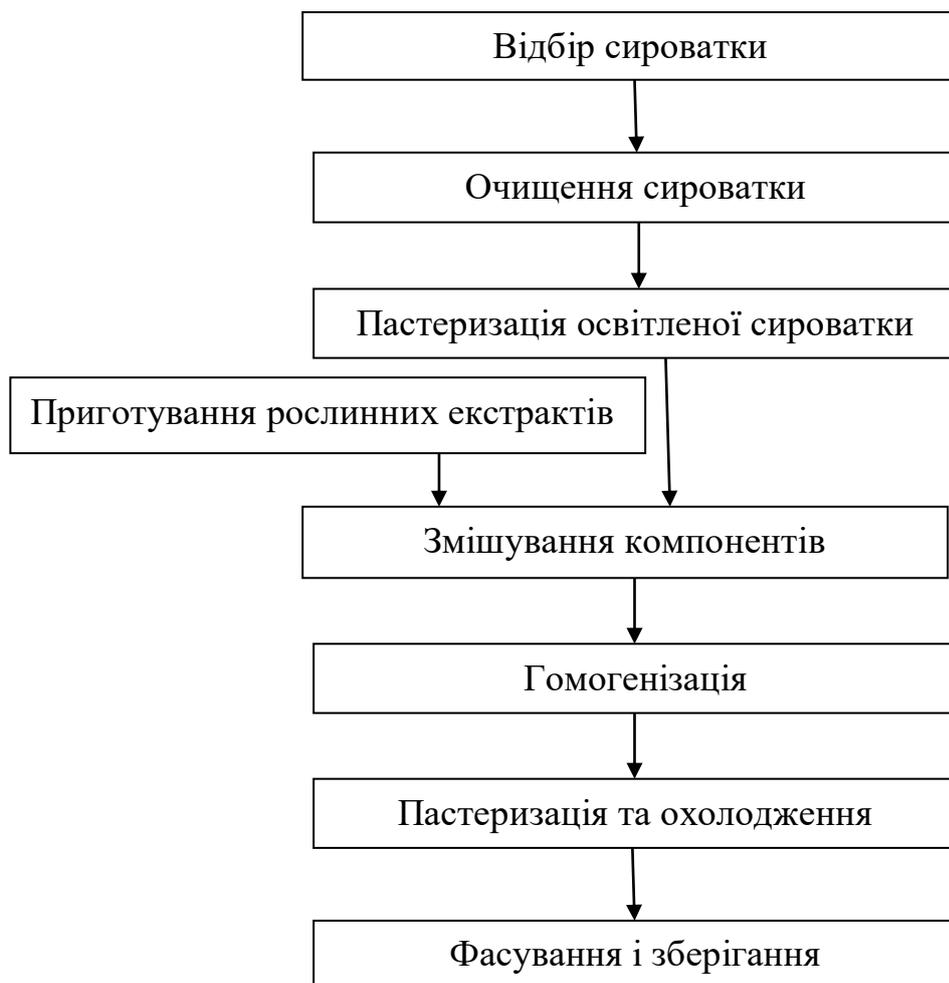 Відбір сироватки
Очищення сироватки
Пастеризація освітленої сироватки
Приготування рослинних екстрактів
Змішування компонентів
Гомогенізація
Пастеризація та охолодження
Фасування і зберігання